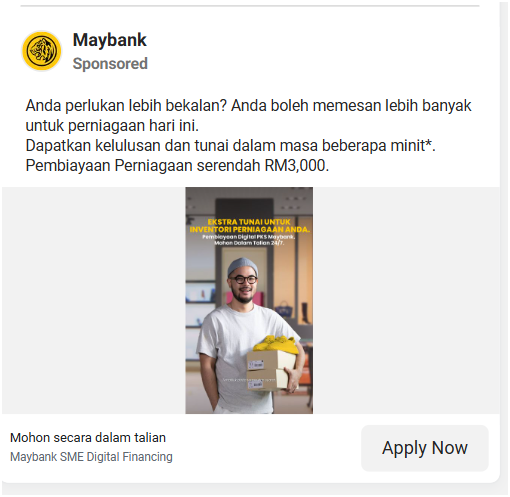 Maybank
Sponsored
Anda perlukan lebih bekalan? Anda boleh memesan lebih banyak
untuk perniagaan hari ini.
Dapatkan kelulusan dan tunai dalam masa beberapa minit*.
Pembiayaan Perniagaan serendah RM3,000.
EKSTRA TUNAI UNTUK
INVENTORI PERNIAGAAN ANDA.
Pembiayaan Digital PKS Maybank.
Mohon Dalam Talian 24/7.
Mohon secara dalam talian
Maybank SME Digital Financing
Apply Now